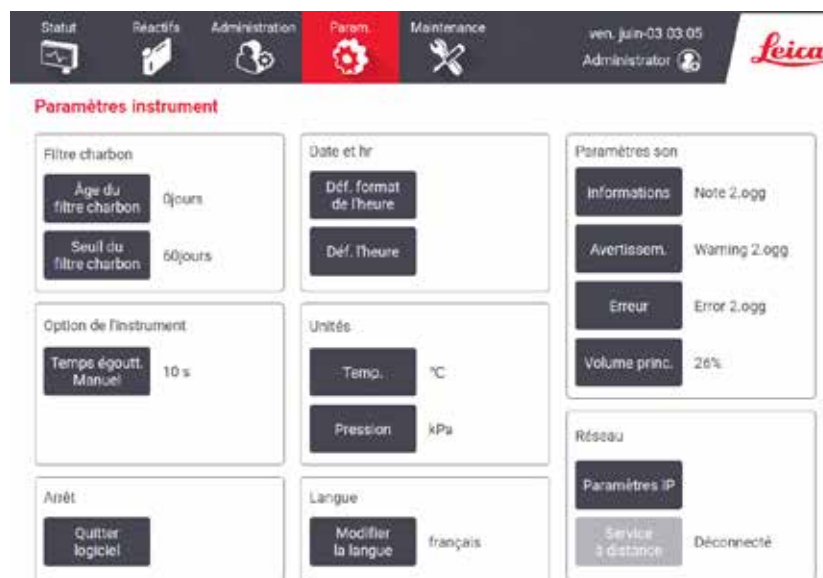 Statut
Réactifs
Administration
Param.
Maintenance
ven. juin-03 03:05
Administrator
Leica
Paramètres instrument
Filtre charbon
Âge du
filtre charbon
0jours
Seuil du
filtre charbon
60jours
Date et hr
Déf. format
de l'heure
Déf. l'heure
Paramètres son
Informations
Note 2.ogg
Avertissem.
Warning 2.ogg
Erreur
Error 2.ogg
Volume princ.
26%
Option de l'instrument
Temps égoutt.
Manuel
10 s
Unités
Temp.
°C
Pression
kPa
Réseau
Paramètres IP
Service
à distance
Déconnecté
Arrêt
Quitter
logiciel
Langue
Modifier
la langue
français